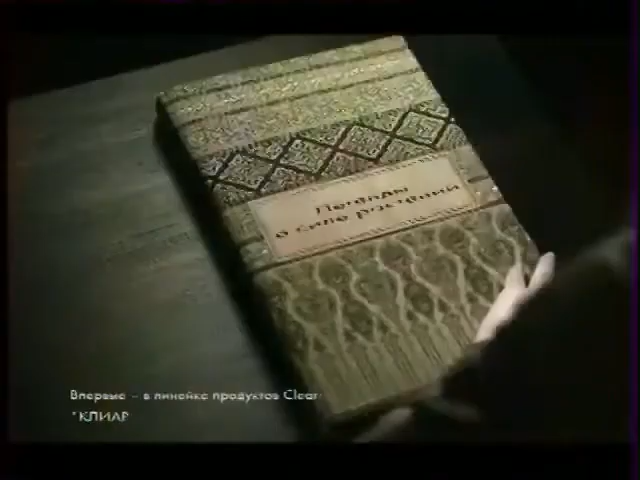 Легенды
о силе растений
Впервые - в линейке продуктов Clear
*КЛИАР